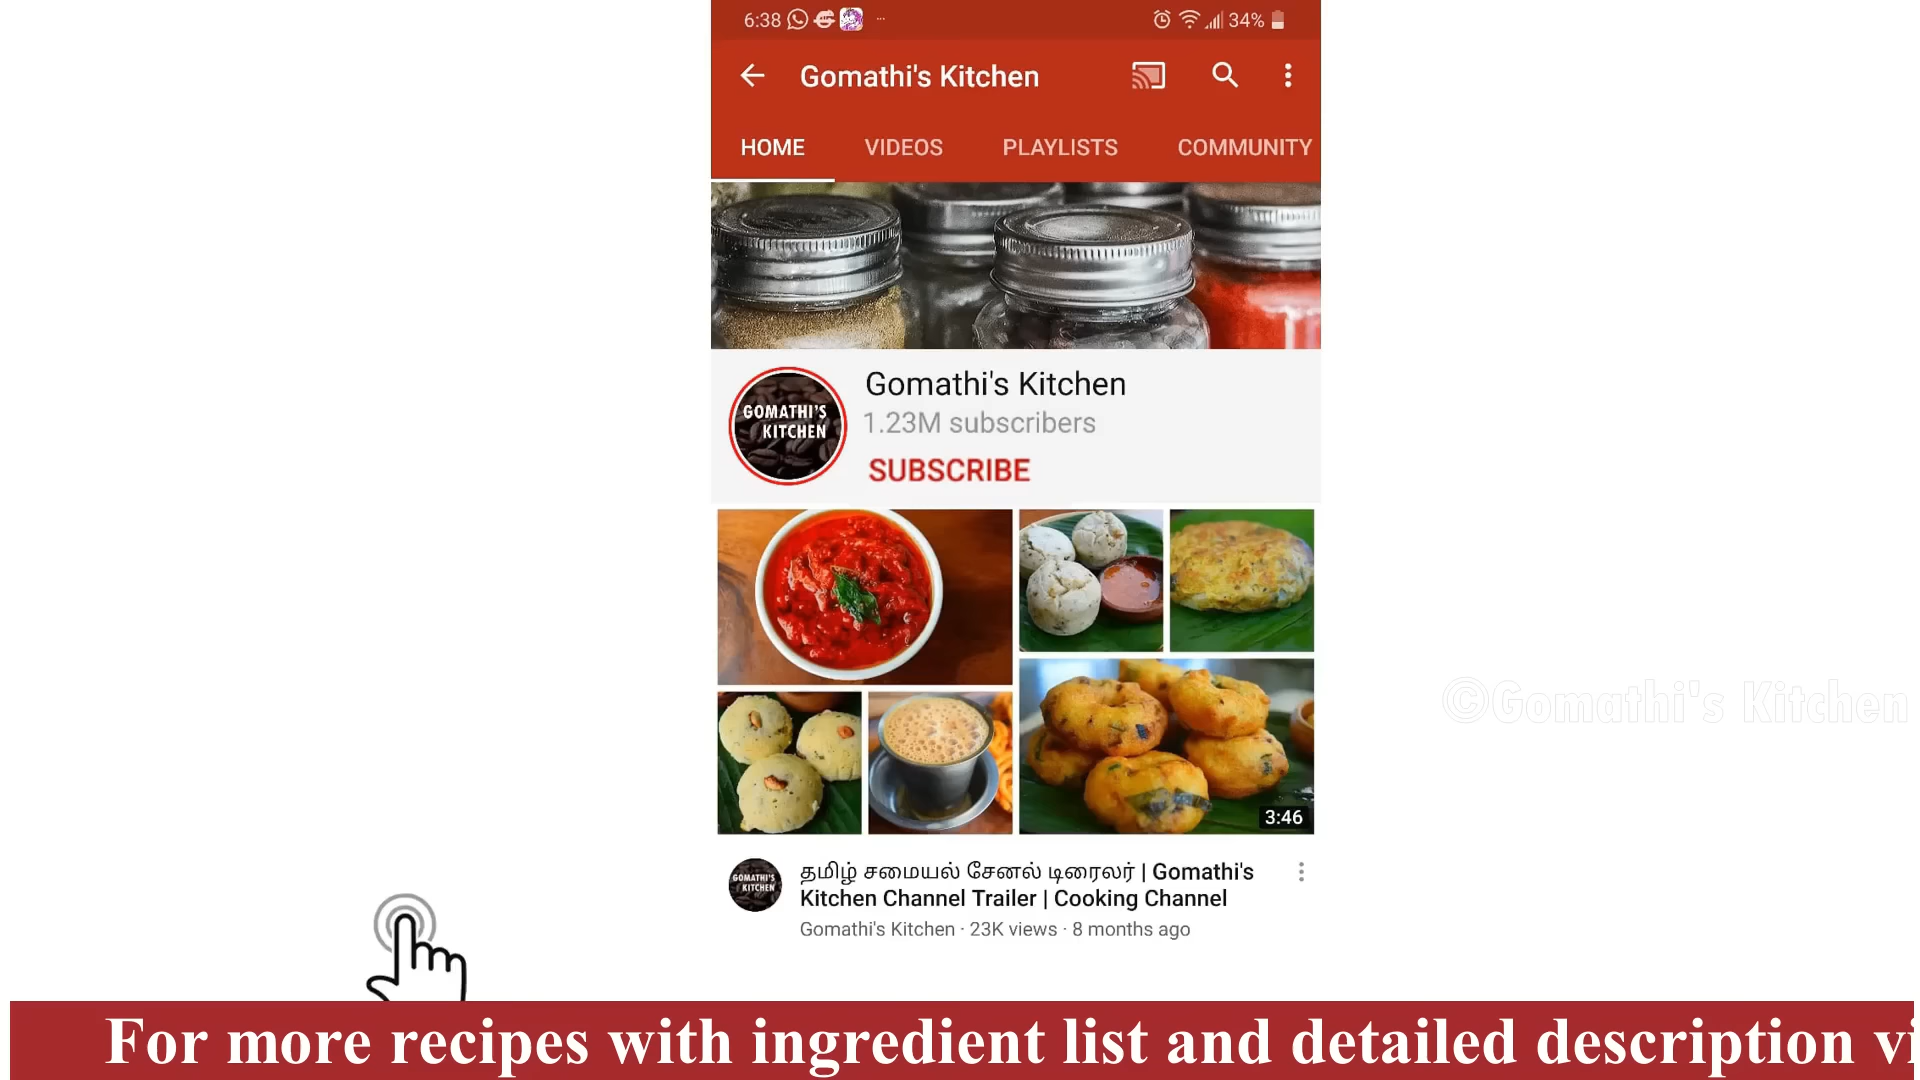 6:38
34%
Gomathi's Kitchen
HOME
VIDEOS
PLAYLISTS
COMMUNITY
GOMATHI'S
KITCHEN
Gomathi's Kitchen
1.23M subscribers
SUBSCRIBE
©Gomathi's Kitchen
3:46
GOMATHI'S
KITCHEN
தமிழ் சமையல் சேனல் டிரைலர் | Gomathi's
Kitchen Channel Trailer | Cooking Channel
Gomathi's Kitchen · 23K views · 8 months ago
For more recipes with ingredient list and detailed description